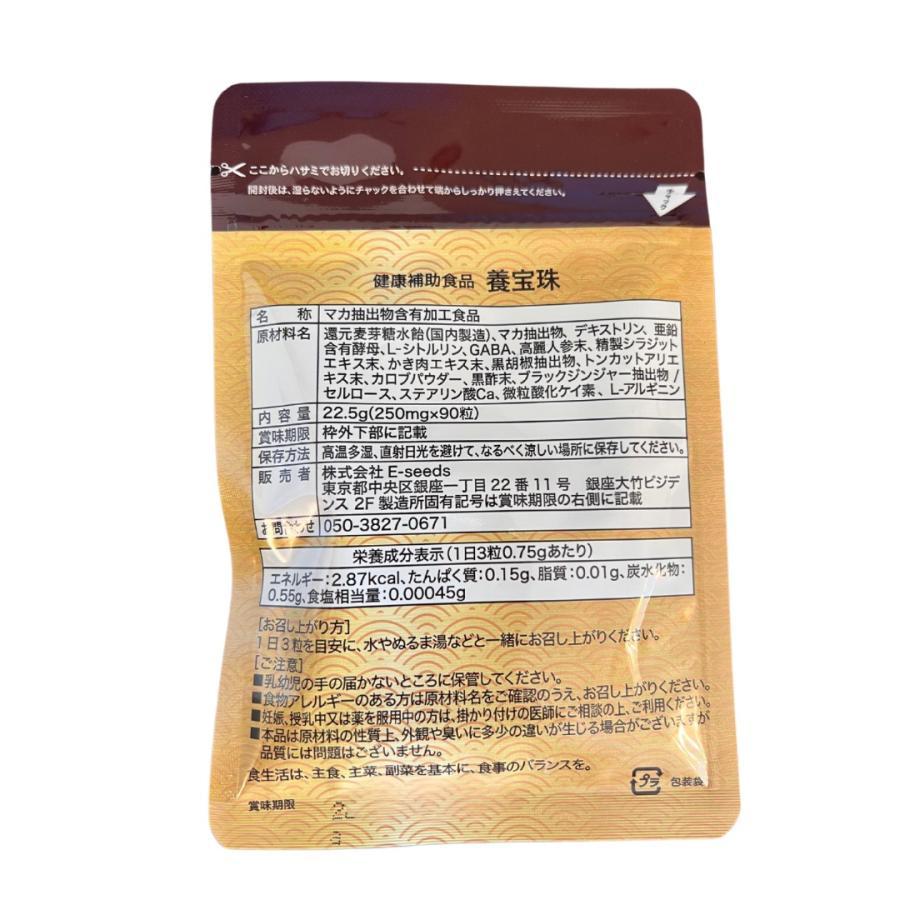 ここからハサミでお切りください。
開封後は、湿らないようにチャックを合わせて端からしっかり押さえてください。
健康補助食品 養宝珠
名称 マカ抽出物含有加工食品
原材料名 還元麦芽糖水飴(国内製造)、マカ抽出物、デキストリン、亜鉛
含有酵母、L-シトルリン、GABA、高麗人参末、精製シラジット
エキス末、かき肉エキス末、黒胡椒抽出物、トンカットアリエ
キス末、カロブパウダー、黒酢末、ブラックジンジャー抽出物 /
セルロース、ステアリン酸Ca、微粒酸化ケイ素、L-アルギニン
内容量 22.5g(250mg×90粒)
賞味期限 枠外下部に記載
保存方法 高温多湿、直射日光を避けて、なるべく涼しい場所に保存してください。
販売者 株式会社 E-seeds
東京都中央区銀座一丁目22番11号 銀座大竹ビジデ
ンス 2F 製造所固有記号は賞味期限の右側に記載
お問合わせ 050-3827-0671
栄養成分表示(1日3粒0.75gあたり)
エネルギー:2.87kcal、たんぱく質:0.15g、脂質:0.01g、炭水化物:
0.55g、食塩相当量:0.00045g
[お召し上がり方]
1日3粒を目安に、水やぬるま湯などと一緒にお召し上がりください。
[ご注意]
■乳幼児の手の届かないところに保管してください。
■食物アレルギーのある方は原材料名をご確認のうえ、お召し上がりください。
■妊娠、授乳中又は薬を服用中の方は、掛かり付けの医師にご相談の上、ご利用ください。
■本品は原材料の性質上、外観や臭いに多少の違いが生じる場合がございますが
品質には問題はございません。
食生活は、主食、主菜、副菜を基本に、食事のバランスを。
プラ 包装袋
賞味期限